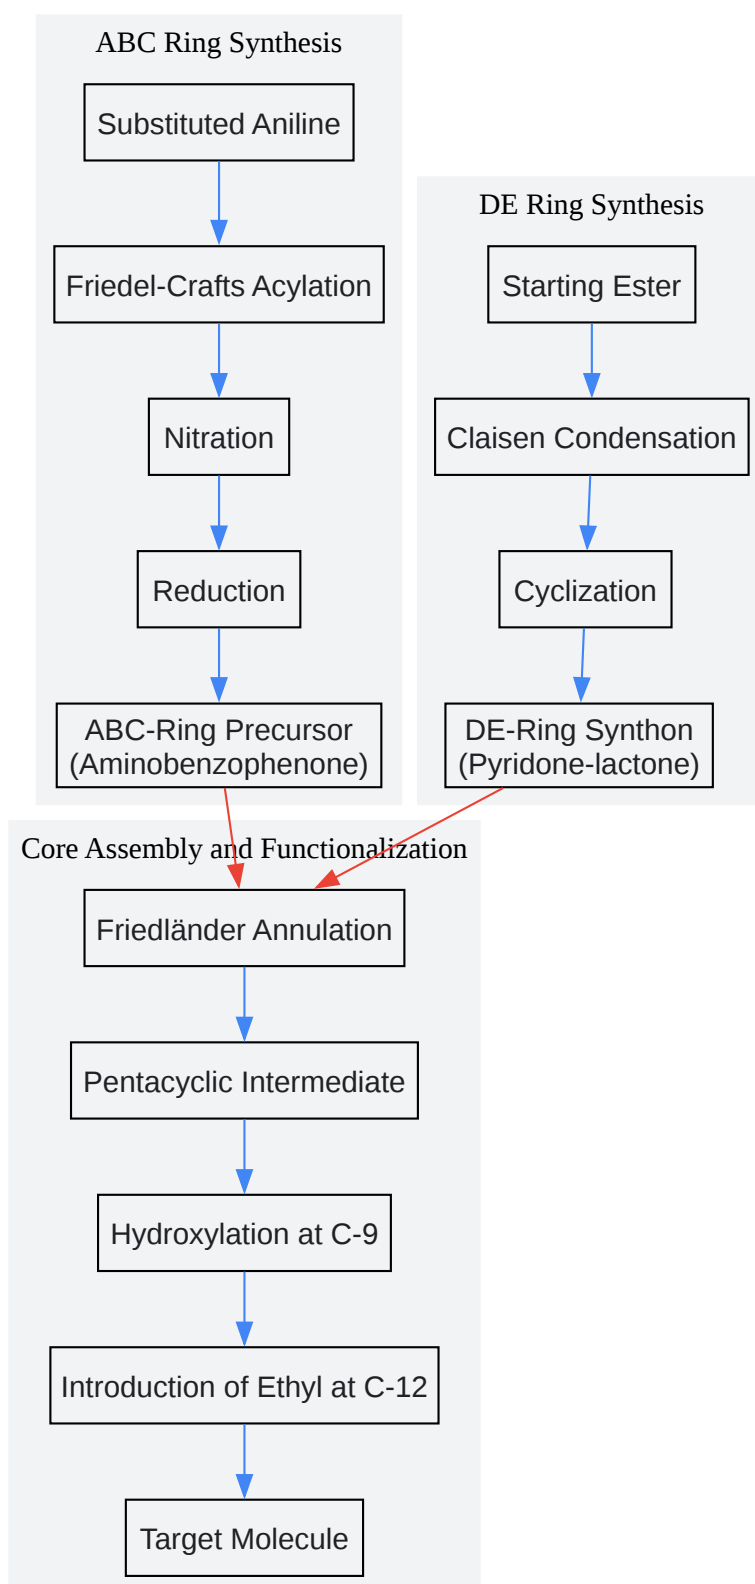 ABC Ring Synthesis
Substituted Aniline
Friedel-Crafts Acylation
Nitration
Reduction
ABC-Ring Precursor
(Aminobenzophenone)
DE Ring Synthesis
Starting Ester
Claisen Condensation
Cyclization
DE-Ring Synthon
(Pyridone-lactone)
Core Assembly and Functionalization
Friedländer Annulation
Pentacyclic Intermediate
Hydroxylation at C-9
Introduction of Ethyl at C-12
Target Molecule